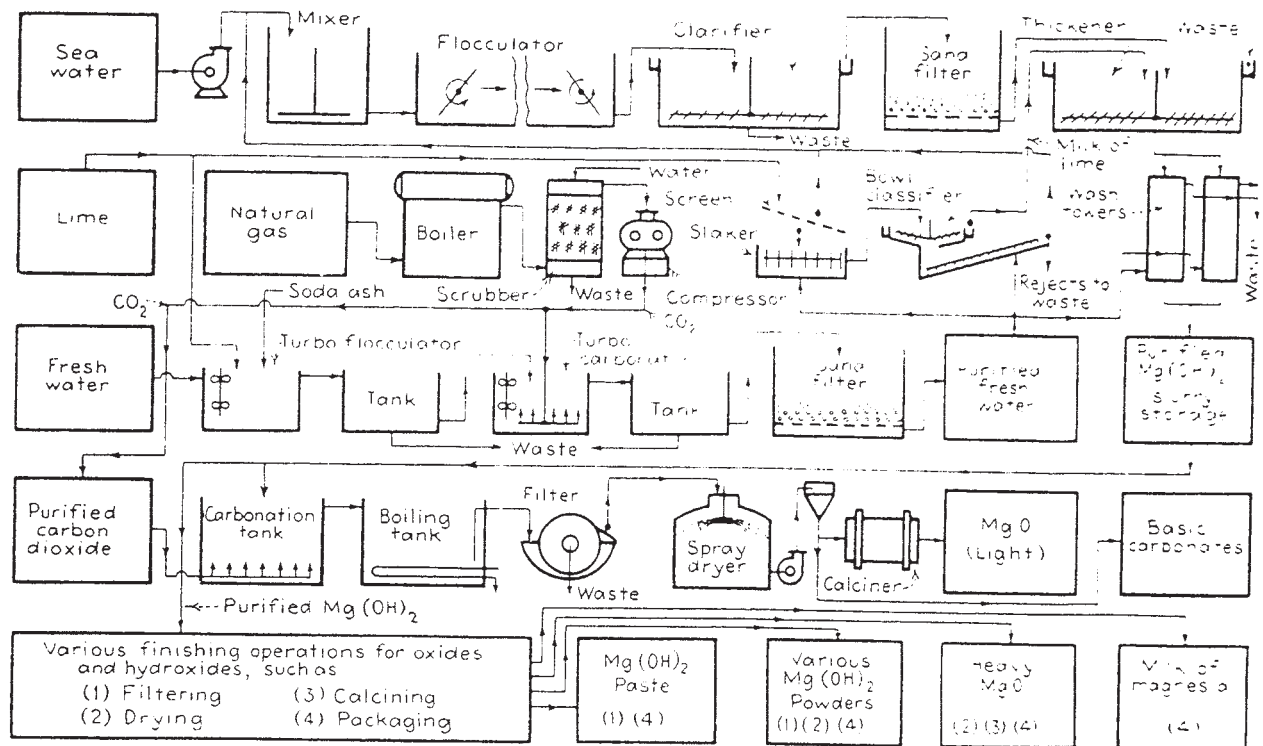 Mixer
Thickener
Waste
Sea
water
Flocculator
Clarifier
Sand
filter
Waste
Milk of
lime
Lime
Natural
gas
Boiler
Water
Screen
Slaker
Bowl
classifier
Wash
towers
Waste
CO₂
Soda ash
Scrubber
Waste
Compressor
CO₂
Rejects to
waste
Fresh
water
Turbo flocculator
Tank
Turbo
carbonator
Tank
Waste
Sand
filter
Purified
fresh
water
Purified
Mg(OH)₂
slurry
storage
Purified
carbon
dioxide
Carbonation
tank
Boiling
tank
Filter
Waste
Spray
dryer
Calciner
MgO
(Light)
Basic
carbonates
Purified Mg(OH)₂
Various finishing operations for oxides
and hydroxides, such as
(1) Filtering (3) Calcining
(2) Drying (4) Packaging
Mg(OH)₂
Paste
(1) (4)
Various
Mg(OH)₂
Powders
(1) (2) (4)
Heavy
MgO
(2) (3) (4)
Milk of
magnesia
(4)